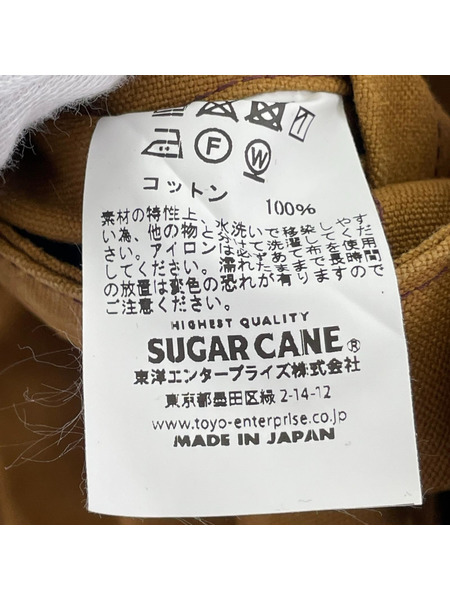 F
W
コットン 100%
素材の特性上、水洗いで移染しやす
い為、他の物と分けて洗濯してくだ
さい。アイロンは必ずあて布を使用
してください。濡れたままで長時間
の放置は変色の恐れが有りますので
ご注意ください。
HIGHEST QUALITY
SUGAR CANE®
東洋エンタープライズ株式会社
東京都墨田区緑 2-14-12
www.toyo-enterprise.co.jp
MADE IN JAPAN